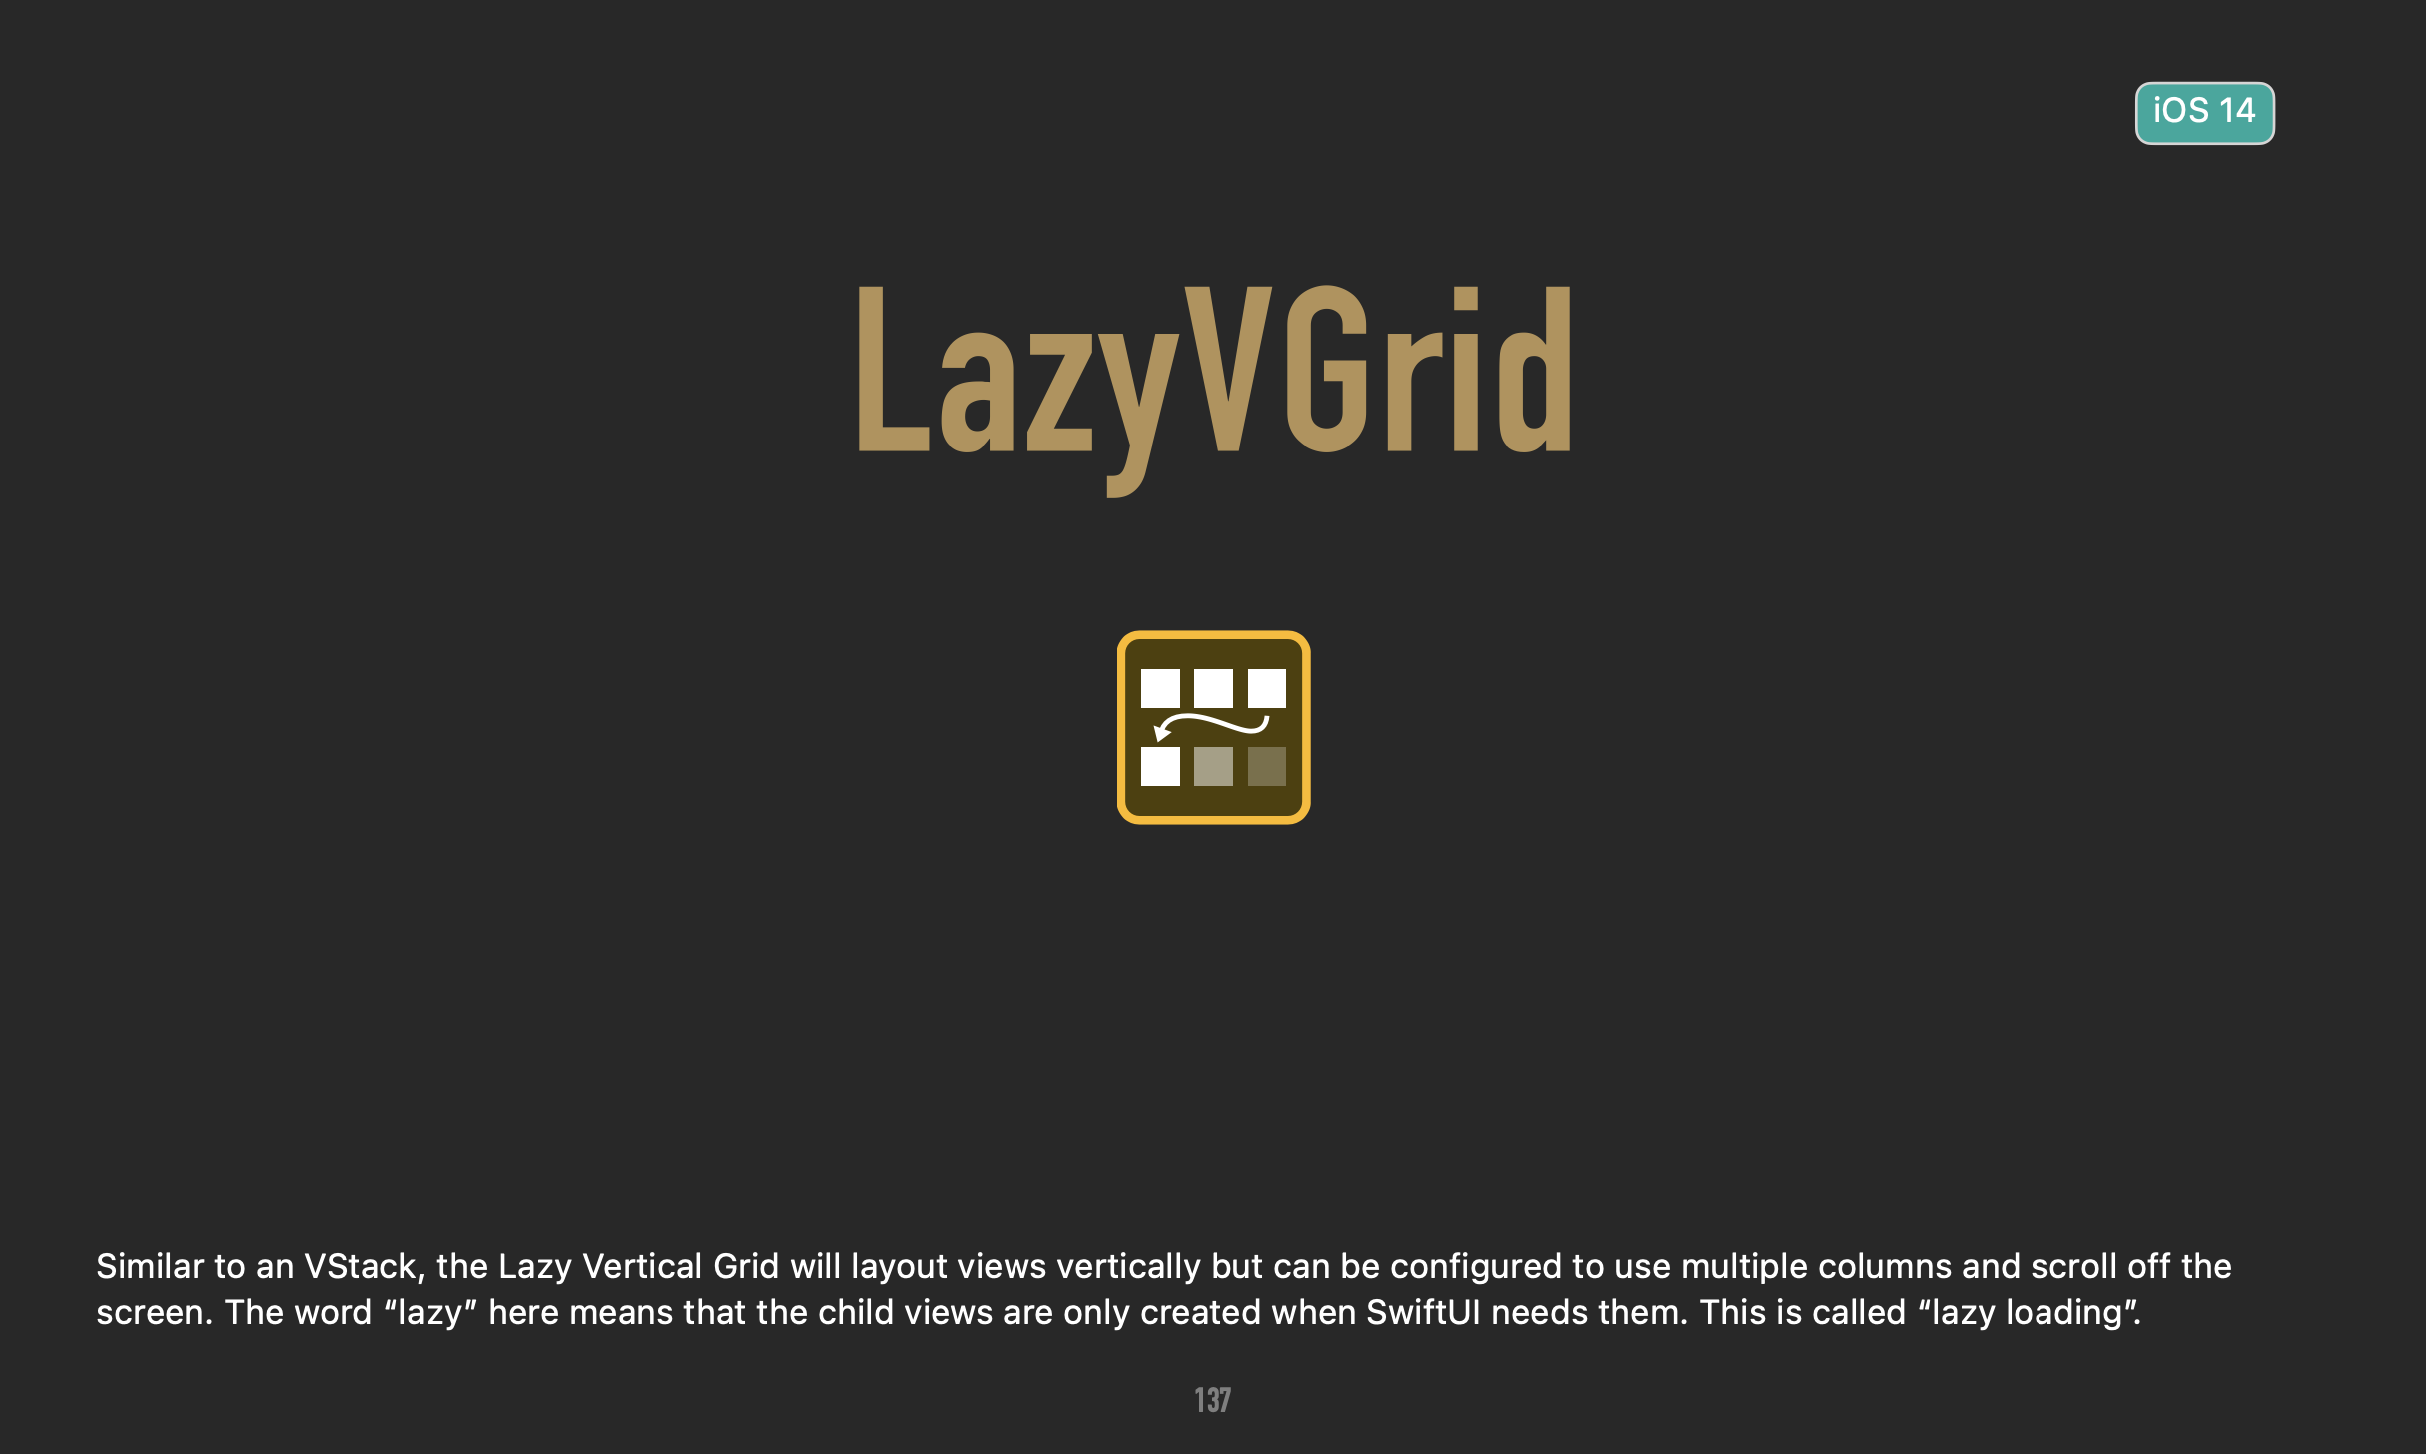 iOS 14
LazyVGrid
Similar to an VStack, the Lazy Vertical Grid will layout views vertically but can be configured to use multiple columns and scroll off the
screen. The word “lazy” here means that the child views are only created when SwiftUI needs them. This is called “lazy loading”.
137